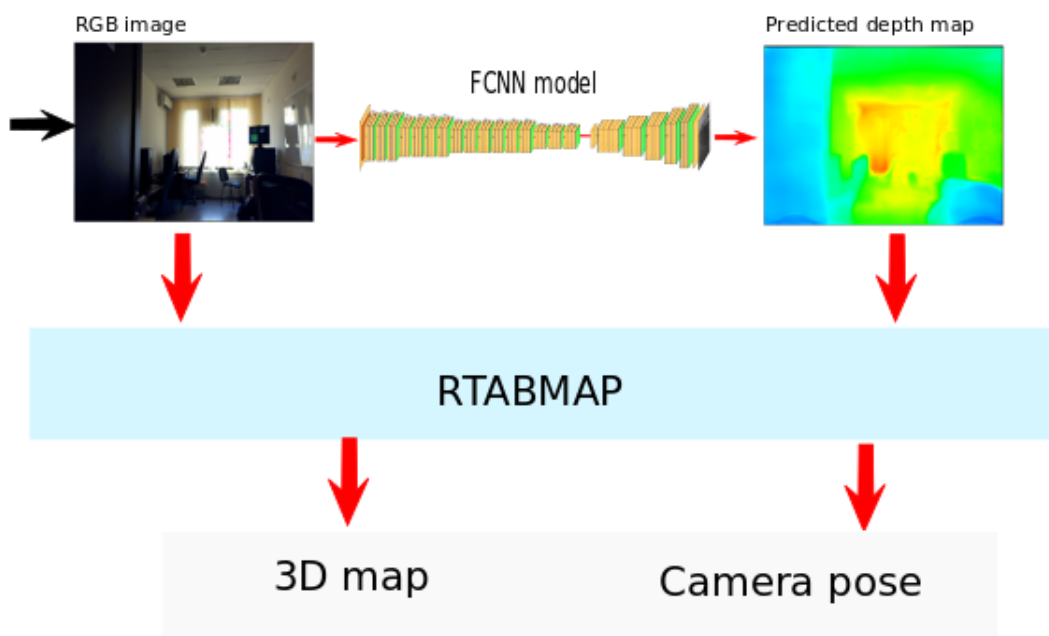 RGB image
Predicted depth map
FCNN model
RTABMAP
3D map
Camera pose